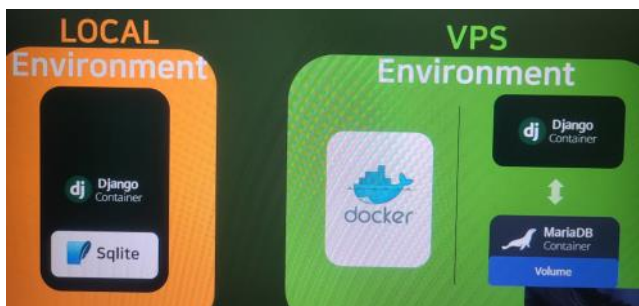 LOCAL
Environment
dj Django
Container
Sqlite
VPS
Environment
docker
dj Django
Container
MariaDB
Container
Volume